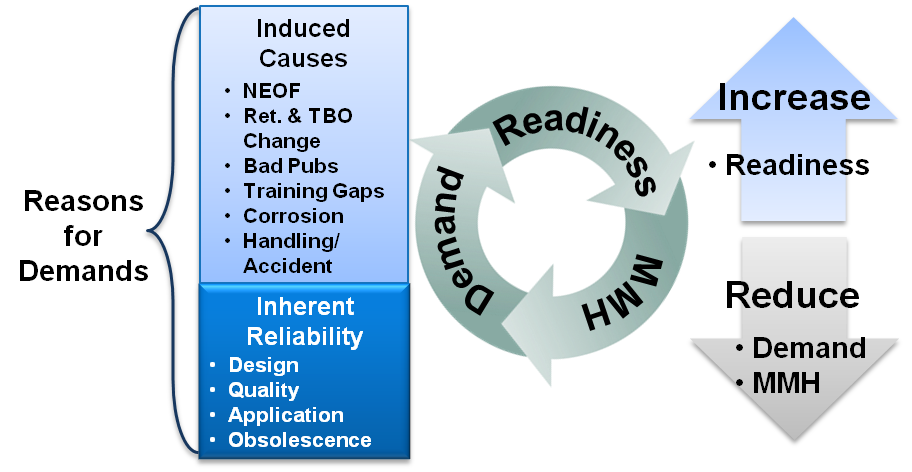 Reasons
for
Demands
Induced
Causes
• NEOF
• Ret. & TBO
Change
• Bad Pubs
• Training Gaps
• Corrosion
• Handling/
Accident
Inherent
Reliability
• Design
• Quality
• Application
• Obsolescence
Readiness
MMH
Demand
Increase
• Readiness
Reduce
• Demand
• MMH